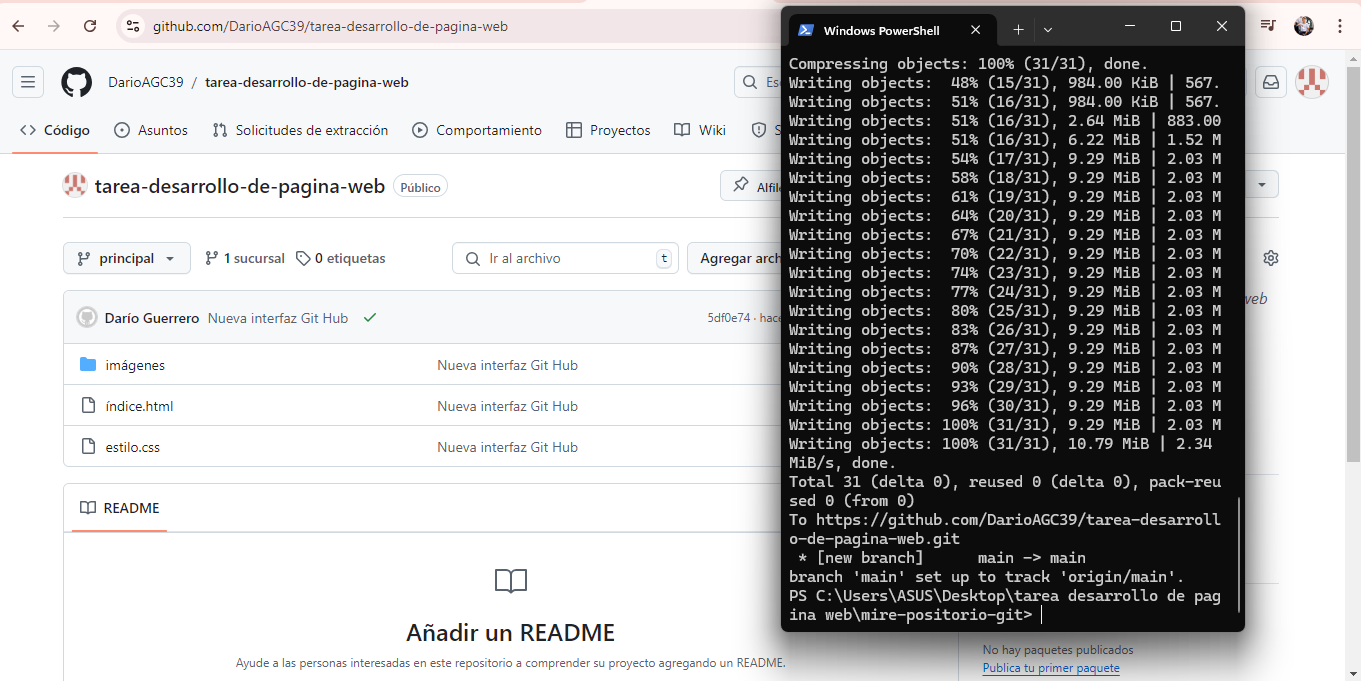 github.com/DarioAGC39/tarea-desarrollo-de-pagina-web
DarioAGC39 / tarea-desarrollo-de-pagina-web
Código
Asuntos
Solicitudes de extracción
Comportamiento
Proyectos
Wiki
tarea-desarrollo-de-pagina-web
Público
principal
1 sucursal
0 etiquetas
Ir al archivo
t
Agregar arch
Darío Guerrero Nueva interfaz Git Hub
5df0e74 · hace
imágenes Nueva interfaz Git Hub
índice.html Nueva interfaz Git Hub
estilo.css Nueva interfaz Git Hub
README
Añadir un README
Ayude a las personas interesadas en este repositorio a comprender su proyecto agregando un README.
web
No hay paquetes publicados
Publica tu primer paquete
Windows PowerShell
Compressing objects: 100% (31/31), done.
Writing objects:  48% (15/31), 984.00 KiB | 567.
Writing objects:  51% (16/31), 984.00 KiB | 567.
Writing objects:  51% (16/31), 2.64 MiB | 883.00
Writing objects:  51% (16/31), 6.22 MiB | 1.52 M
Writing objects:  54% (17/31), 9.29 MiB | 2.03 M
Writing objects:  58% (18/31), 9.29 MiB | 2.03 M
Writing objects:  61% (19/31), 9.29 MiB | 2.03 M
Writing objects:  64% (20/31), 9.29 MiB | 2.03 M
Writing objects:  67% (21/31), 9.29 MiB | 2.03 M
Writing objects:  70% (22/31), 9.29 MiB | 2.03 M
Writing objects:  74% (23/31), 9.29 MiB | 2.03 M
Writing objects:  77% (24/31), 9.29 MiB | 2.03 M
Writing objects:  80% (25/31), 9.29 MiB | 2.03 M
Writing objects:  83% (26/31), 9.29 MiB | 2.03 M
Writing objects:  87% (27/31), 9.29 MiB | 2.03 M
Writing objects:  90% (28/31), 9.29 MiB | 2.03 M
Writing objects:  93% (29/31), 9.29 MiB | 2.03 M
Writing objects:  96% (30/31), 9.29 MiB | 2.03 M
Writing objects: 100% (31/31), 9.29 MiB | 2.03 M
Writing objects: 100% (31/31), 10.79 MiB | 2.34
MiB/s, done.
Total 31 (delta 0), reused 0 (delta 0), pack-reu
sed 0 (from 0)
To https://github.com/DarioAGC39/tarea-desarroll
o-de-pagina-web.git
 * [new branch]      main -> main
branch 'main' set up to track 'origin/main'.
PS C:\Users\ASUS\Desktop\tarea desarrollo de pag
ina web\mire-positorio-git>